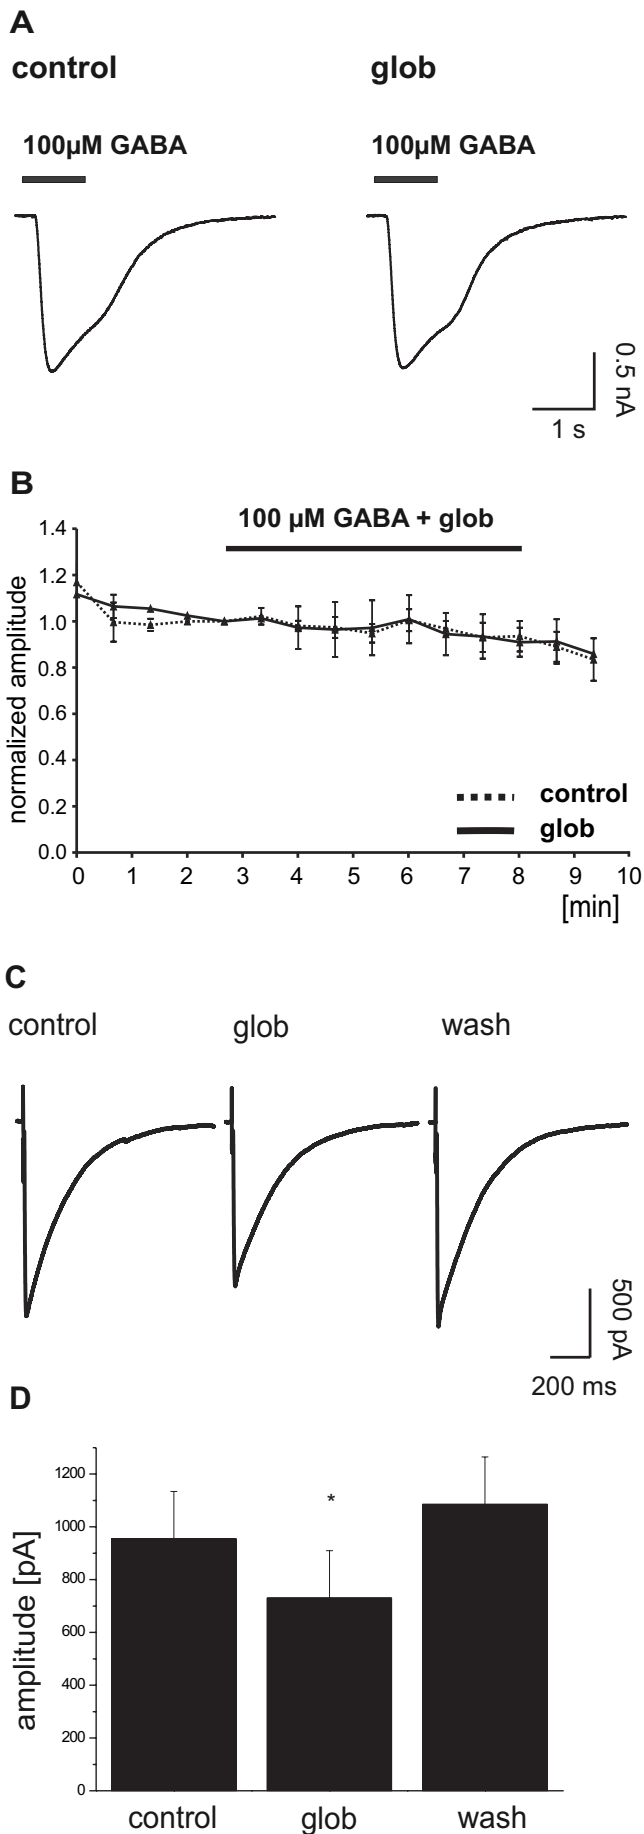 A
control glob
100µM GABA 100µM GABA
0.5 nA
1 s
B
100 µM GABA + glob
normalized amplitude
1.4
1.2
1.0
0.8
0.6
0.4
0.2
0.0
control
glob
0 1 2 3 4 5 6 7 8 9 10
[min]
C
control glob wash
500 pA
200 ms
D
amplitude [pA]
1200
1000
800
600
400
200
0
*
control glob wash